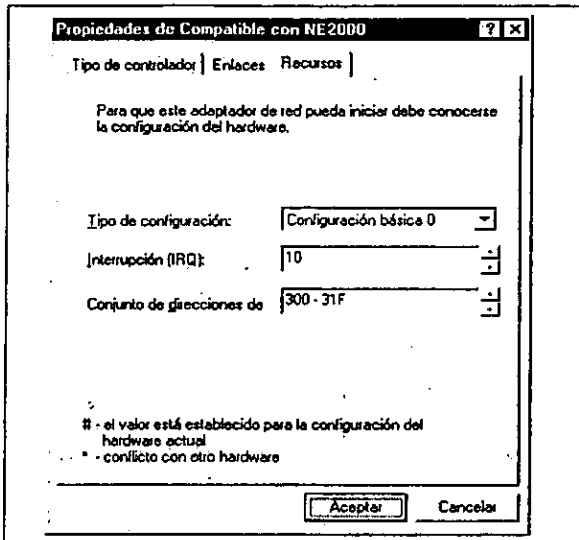 Propiedades de Compatible con NE2000
Tipo de controlador Enlaces Recursos
Para que este adaptador de red pueda iniciar debe conocerse
la configuración del hardware.
Tipo de configuración: Configuración básica 0
Interrupción (IRQ): 10
Conjunto de direcciones de 300 - 31F
# - el valor está establecido para la configuración del
hardware actual
* - conflicto con otro hardware
Aceptar Cancelar